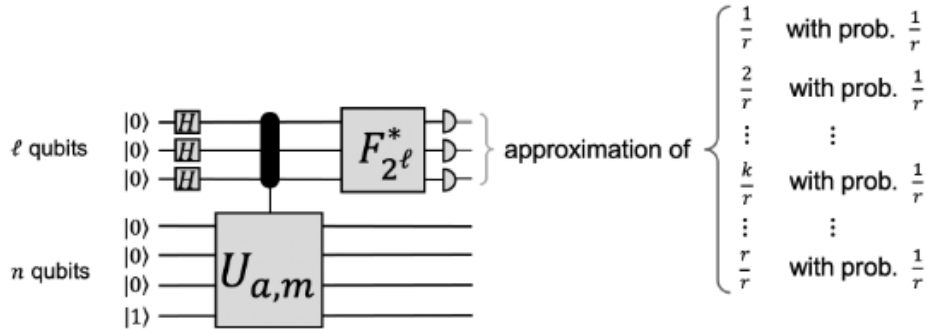 1/r with prob. 1/r
2/r with prob. 1/r
⋮ ⋮
k/r with prob. 1/r
⋮ ⋮
r/r with prob. 1/r
approximation of
ℓ qubits
|0⟩ H
|0⟩ H
|0⟩ H
F*_{2^ℓ}
n qubits
|0⟩
|0⟩
|0⟩
|1⟩
U_{a,m}